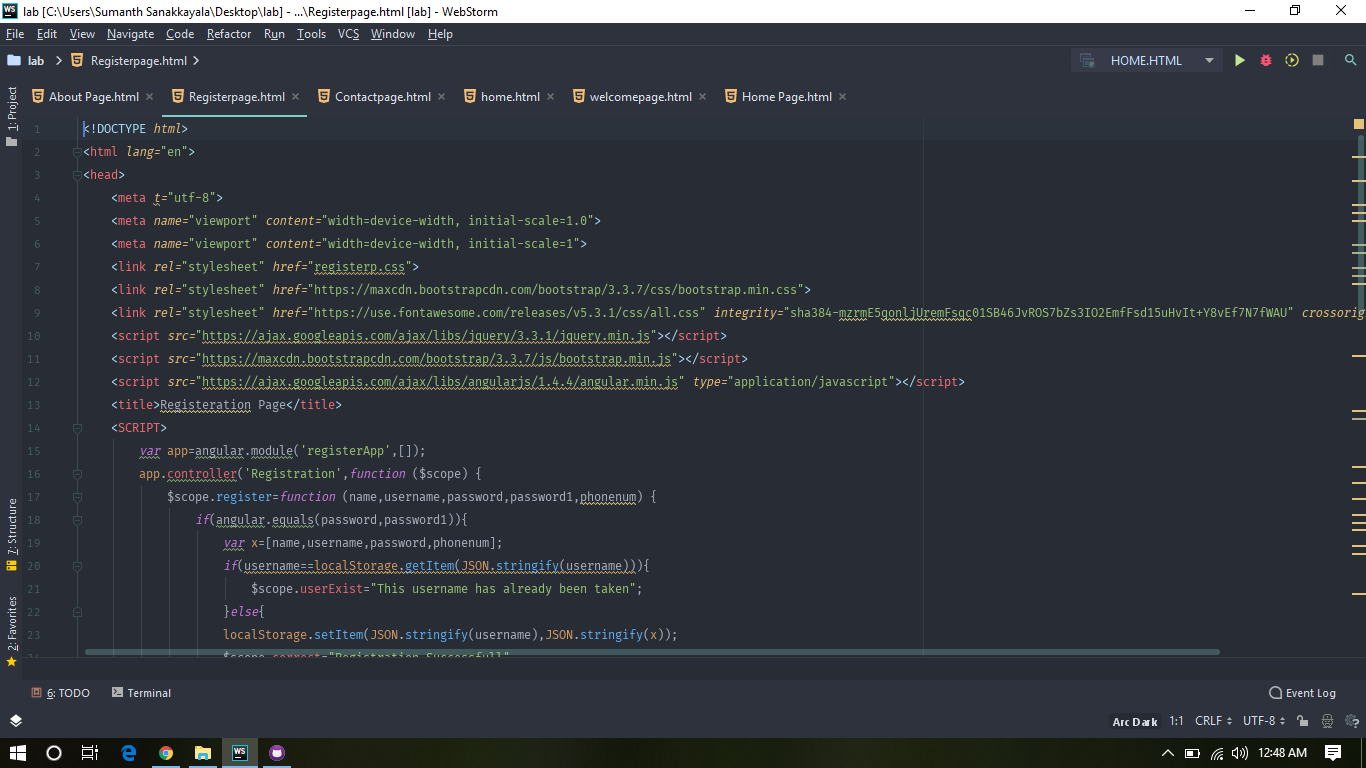 lab [C:\Users\Sumanth Sanakkayala\Desktop\lab] - ...\Registerpage.html [lab] - WebStorm
File Edit View Navigate Code Refactor Run Tools VCS Window Help
lab Registerpage.html HOME.HTML
About Page.html Registerpage.html Contactpage.html home.html welcomepage.html Home Page.html
1: Project
1 <!DOCTYPE html>
2 <html lang="en">
3 <head>
4 <meta t="utf-8">
5 <meta name="viewport" content="width=device-width, initial-scale=1.0">
6 <meta name="viewport" content="width=device-width, initial-scale=1">
7 <link rel="stylesheet" href="registerp.css">
8 <link rel="stylesheet" href="https://maxcdn.bootstrapcdn.com/bootstrap/3.3.7/css/bootstrap.min.css">
9 <link rel="stylesheet" href="https://use.fontawesome.com/releases/v5.3.1/css/all.css" integrity="sha384-mzrmE5gonljUremFsqc01SB46JvROS7bZs3IO2EmfFsd15uHvIt+Y8vEf7N7fWAU" crossorig
10 <script src="https://ajax.googleapis.com/ajax/libs/jquery/3.3.1/jquery.min.js"></script>
11 <script src="https://maxcdn.bootstrapcdn.com/bootstrap/3.3.7/js/bootstrap.min.js"></script>
12 <script src="https://ajax.googleapis.com/ajax/libs/angularjs/1.4.4/angular.min.js" type="application/javascript"></script>
13 <title>Registeration Page</title>
14 <SCRIPT>
15 var app=angular.module('registerApp',[]);
16 app.controller('Registration',function ($scope) {
17 $scope.register=function (name,username,password,password1,phonenum) {
18 if(angular.equals(password,password1)){
19 var x=[name,username,password,phonenum];
20 if(username==localStorage.getItem(JSON.stringify(username))){
21 $scope.userExist="This username has already been taken";
22 }else{
23 localStorage.setItem(JSON.stringify(username),JSON.stringify(x));
$scope.correct="Registration Successfull"
7: Structure
2: Favorites
6: TODO Terminal Event Log
Arc Dark 1:1 CRLF UTF-8
12:48 AM